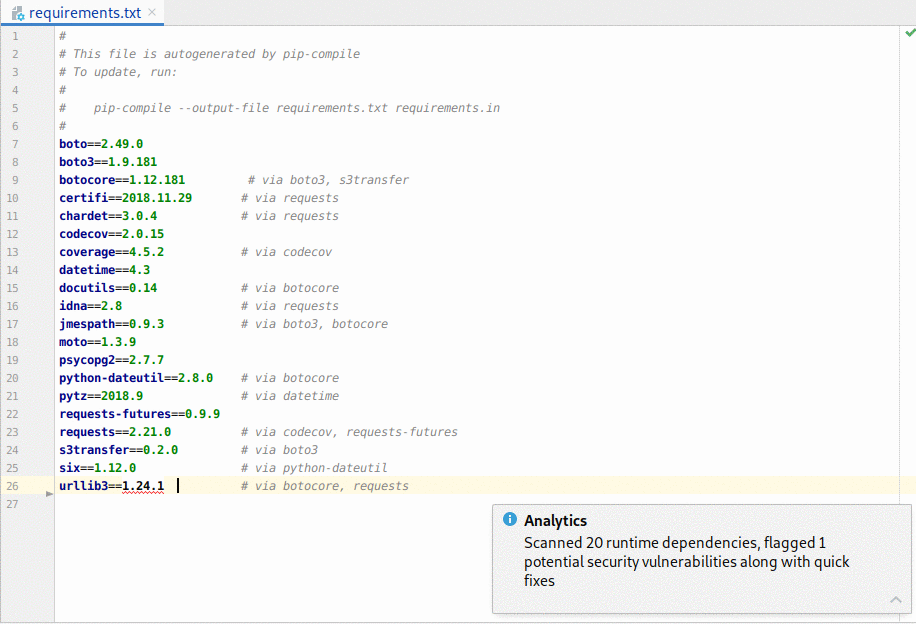 requirements.txt
1 #
2 # This file is autogenerated by pip-compile
3 # To update, run:
4 #
5 #    pip-compile --output-file requirements.txt requirements.in
6 #
7 boto==2.49.0
8 boto3==1.9.181
9 botocore==1.12.181         # via boto3, s3transfer
10 certifi==2018.11.29       # via requests
11 chardet==3.0.4            # via requests
12 codecov==2.0.15
13 coverage==4.5.2           # via codecov
14 datetime==4.3
15 docutils==0.14            # via botocore
16 idna==2.8                 # via requests
17 jmespath==0.9.3           # via boto3, botocore
18 moto==1.3.9
19 psycopg2==2.7.7
20 python-dateutil==2.8.0    # via botocore
21 pytz==2018.9              # via datetime
22 requests-futures==0.9.9
23 requests==2.21.0          # via codecov, requests-futures
24 s3transfer==0.2.0         # via boto3
25 six==1.12.0               # via python-dateutil
26 urllib3==1.24.1           # via botocore, requests
27
Analytics
Scanned 20 runtime dependencies, flagged 1
potential security vulnerabilities along with quick
fixes